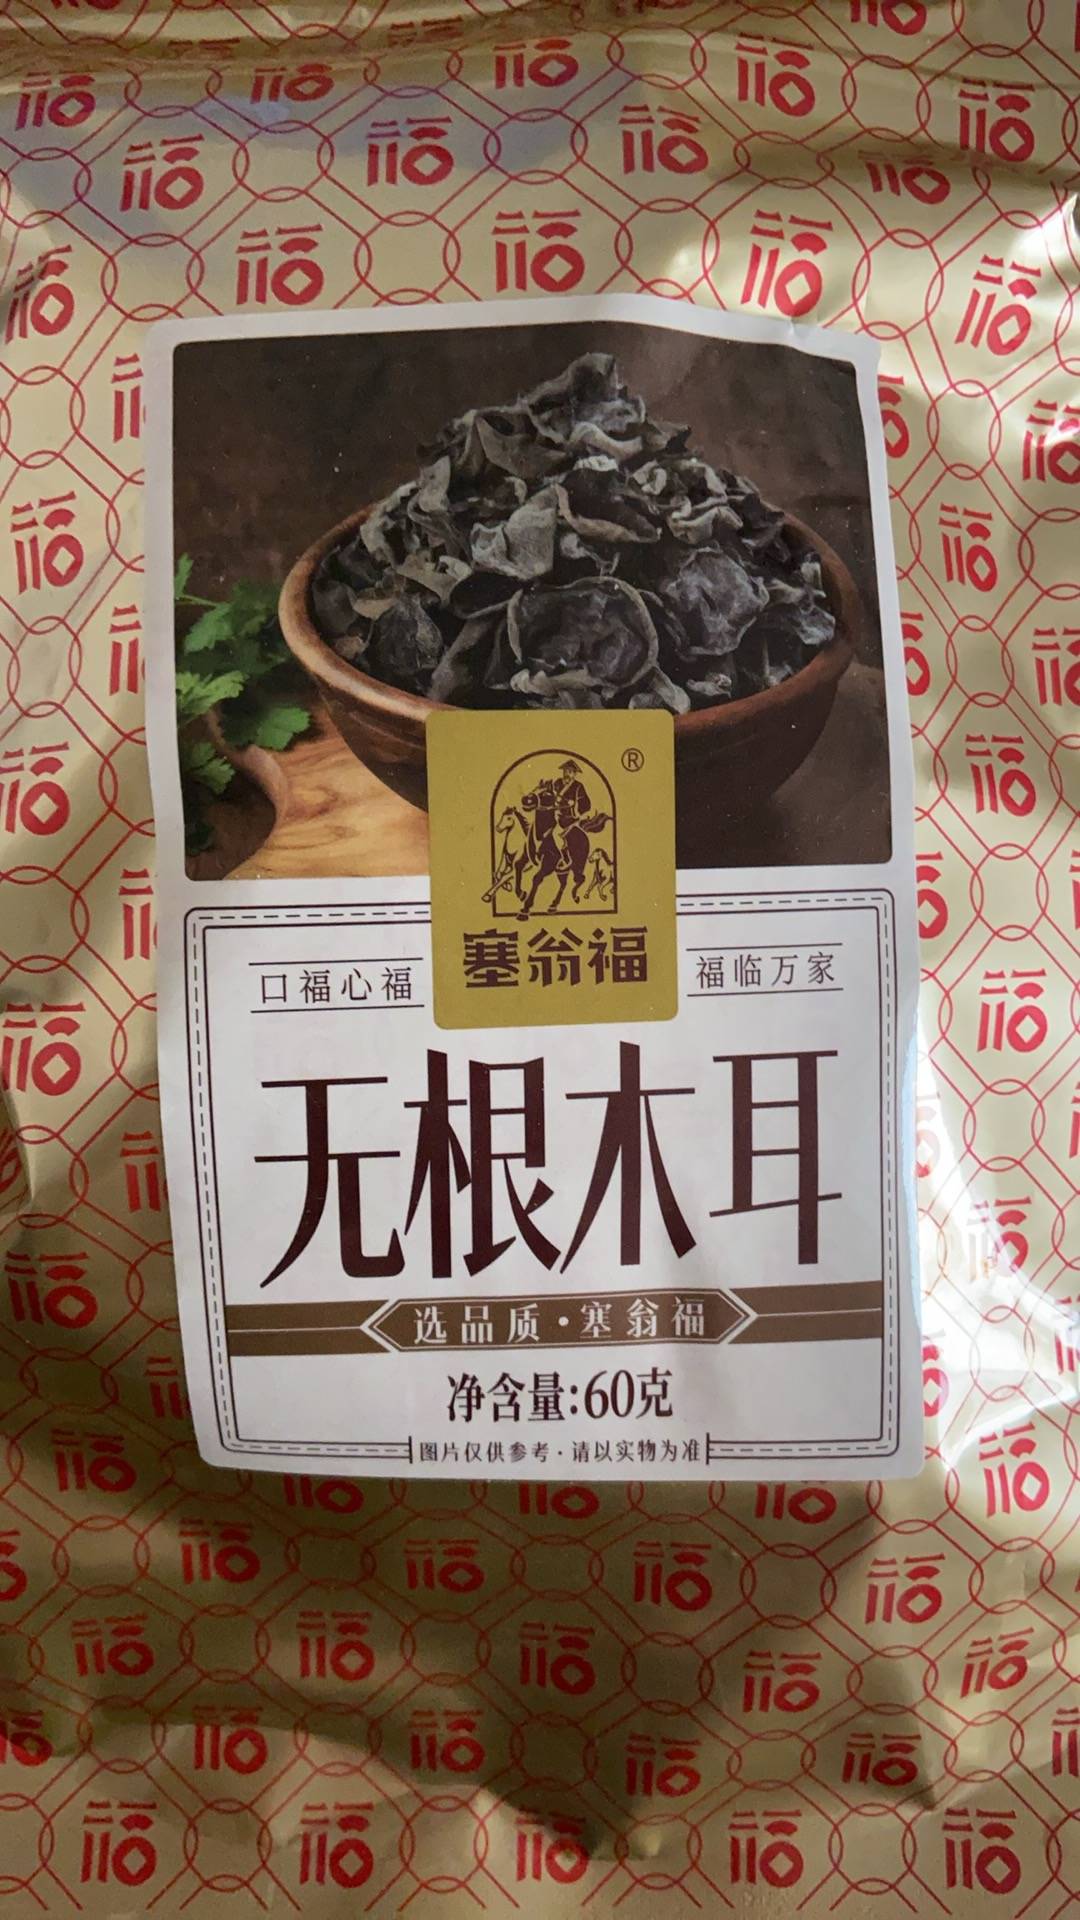 ®
塞翁福
口福心福
福临万家
无根木耳
选品质·塞翁福
净含量:60克
图片仅供参考·请以实物为准